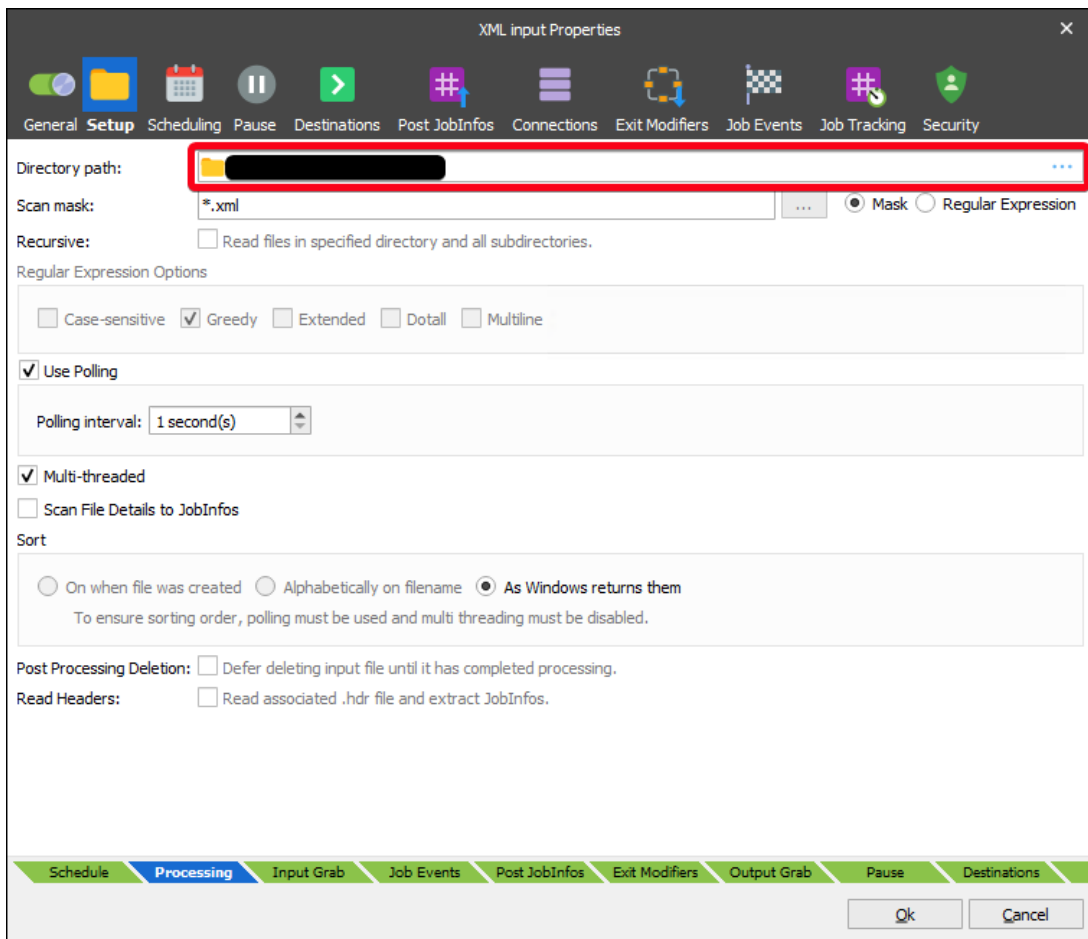 XML input Properties
General Setup Scheduling Pause Destinations Post JobInfos Connections Exit Modifiers Job Events Job Tracking Security
Directory path: ...
Scan mask: *.xml ... Mask Regular Expression
Recursive: Read files in specified directory and all subdirectories.
Regular Expression Options
Case-sensitive Greedy Extended Dotall Multiline
Use Polling
Polling interval: 1 second(s)
Multi-threaded
Scan File Details to JobInfos
Sort
On when file was created Alphabetically on filename As Windows returns them
To ensure sorting order, polling must be used and multi threading must be disabled.
Post Processing Deletion: Defer deleting input file until it has completed processing.
Read Headers: Read associated .hdr file and extract JobInfos.
Schedule Processing Input Grab Job Events Post JobInfos Exit Modifiers Output Grab Pause Destinations
Ok Cancel